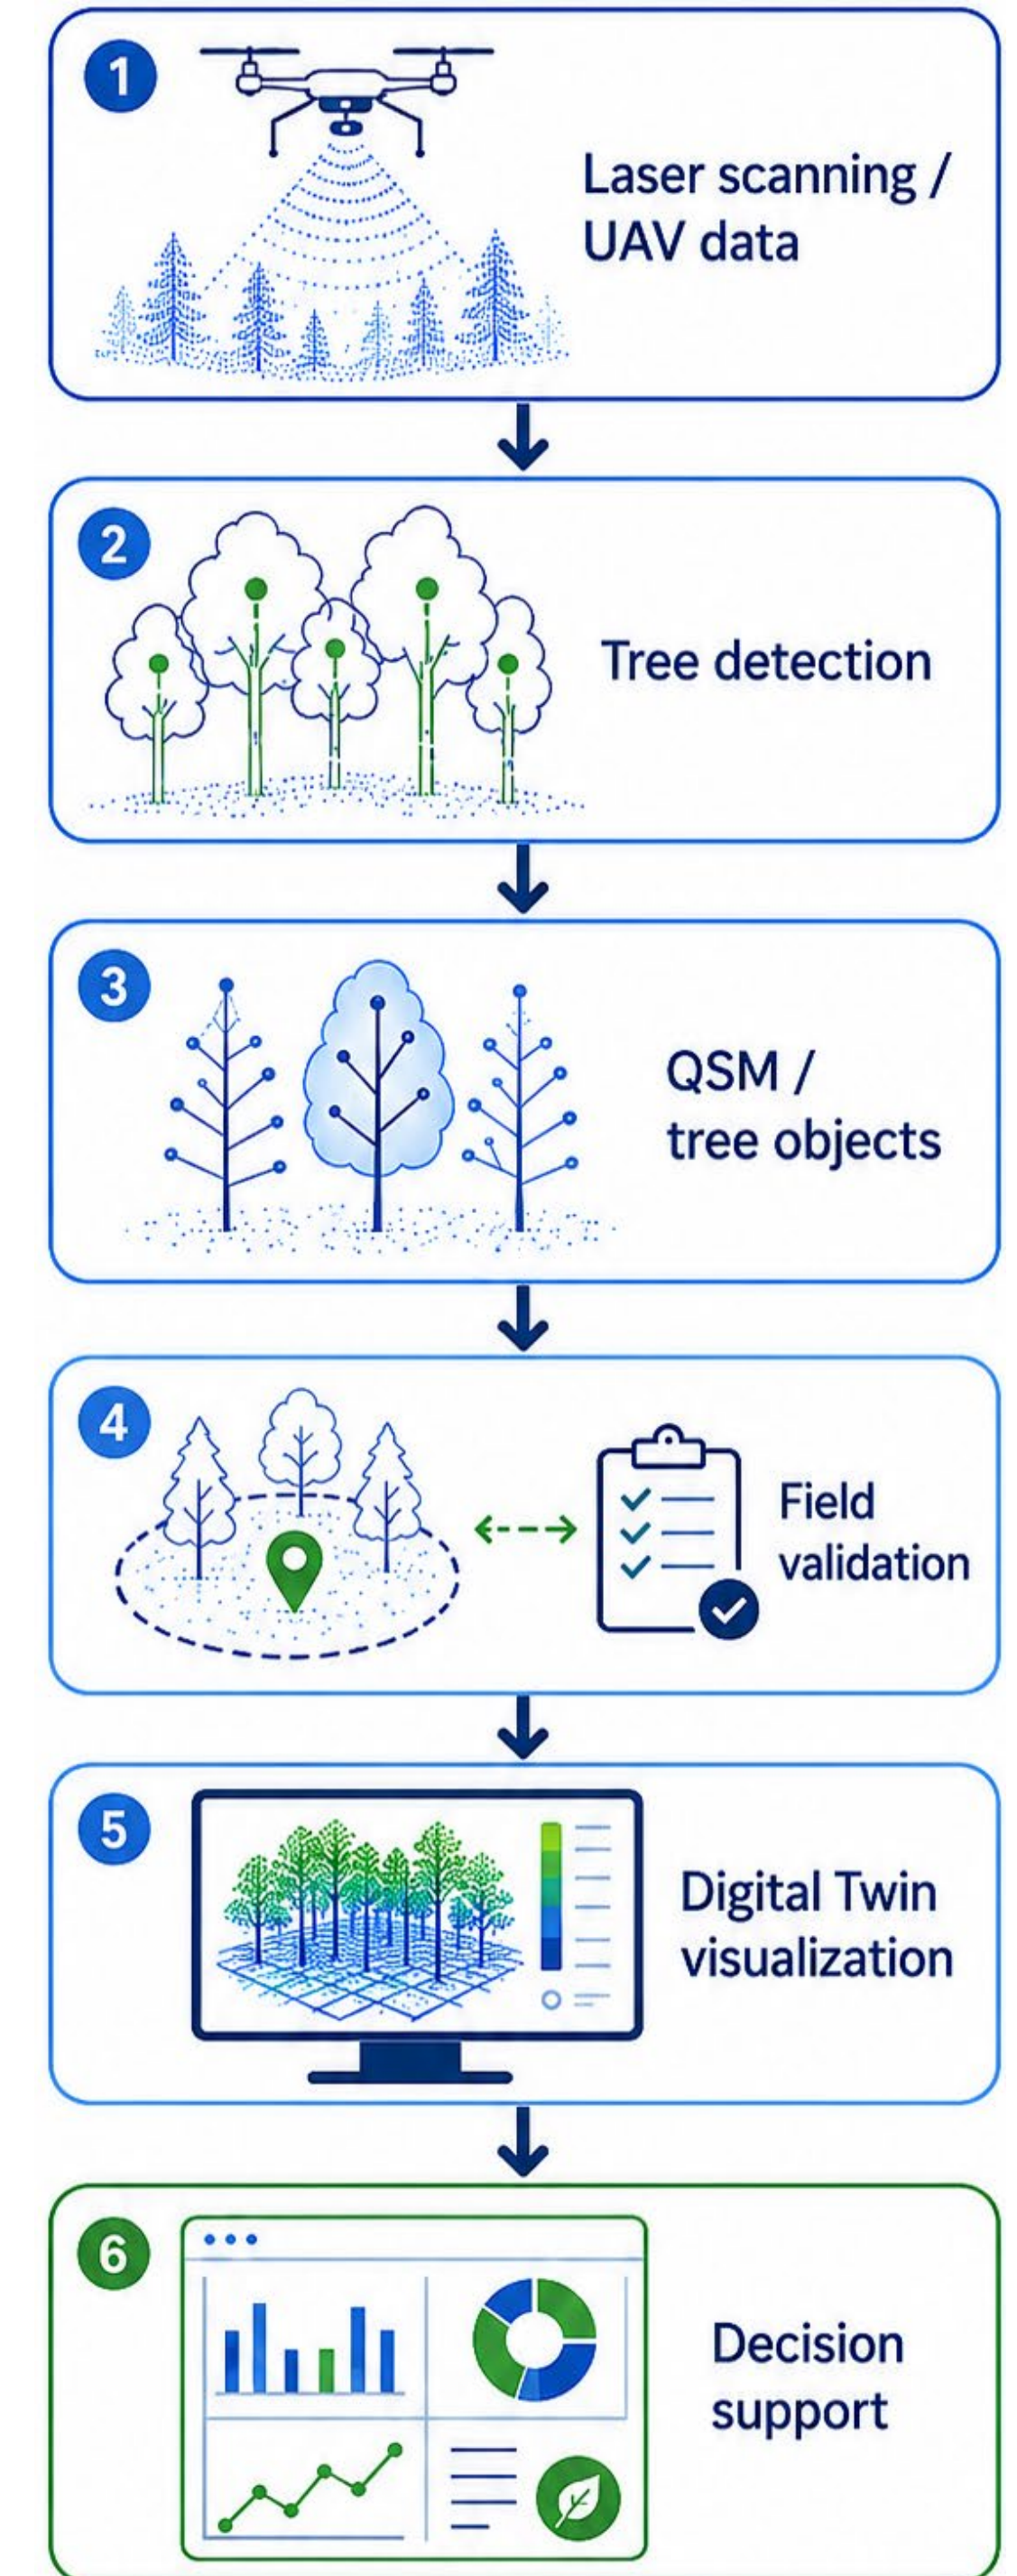 1
Laser scanning /
UAV data
2
Tree detection
3
QSM /
tree objects
4
Field
validation
5
Digital Twin
visualization
6
Decision
support